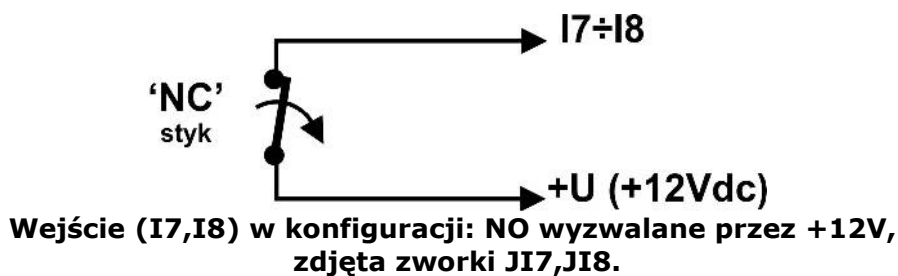 I7÷I8
‘NC’
styk
+U (+12Vdc)
Wejście (I7,I8) w konfiguracji: NO wyzwalane przez +12V,
zdjęta zworki JI7,JI8.